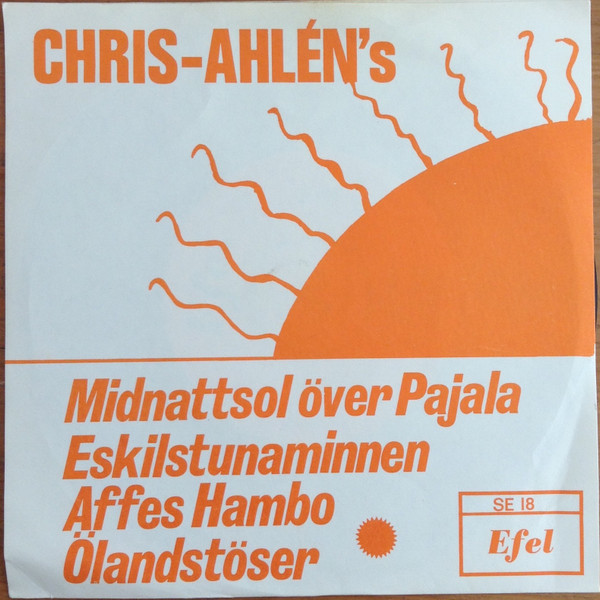 CHRIS-AHLÉN's
Midnattsol över Pajala
Eskilstunaminnen
Affes Hambo
Ölandstöser
SE 18
Efel